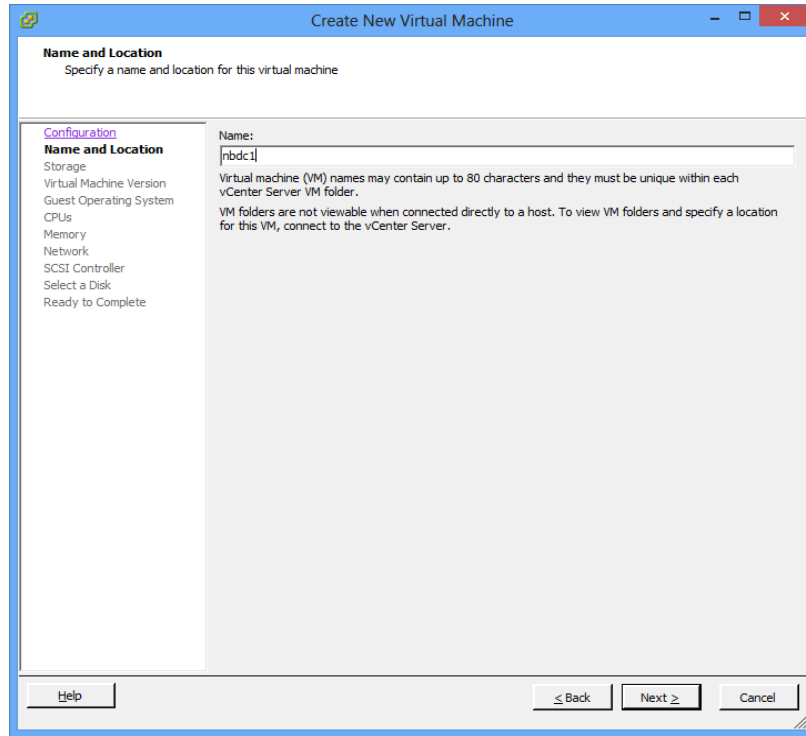 Create New Virtual Machine
Name and Location
Specify a name and location for this virtual machine
Configuration
Name and Location
Storage
Virtual Machine Version
Guest Operating System
CPUs
Memory
Network
SCSI Controller
Select a Disk
Ready to Complete
Name:
nbdc1
Virtual machine (VM) names may contain up to 80 characters and they must be unique within each
vCenter Server VM folder.
VM folders are not viewable when connected directly to a host. To view VM folders and specify a location
for this VM, connect to the vCenter Server.
Help
< Back
Next >
Cancel